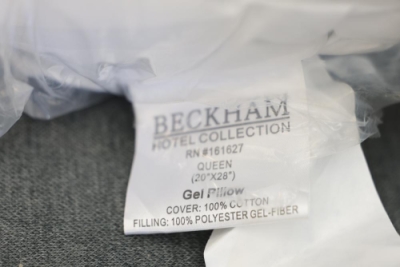 BECKHAM
HOTEL COLLECTION
RN #161627
QUEEN
(20"X28")
Gel Pillow
COVER: 100% COTTON
FILLING: 100% POLYESTER GEL-FIBER